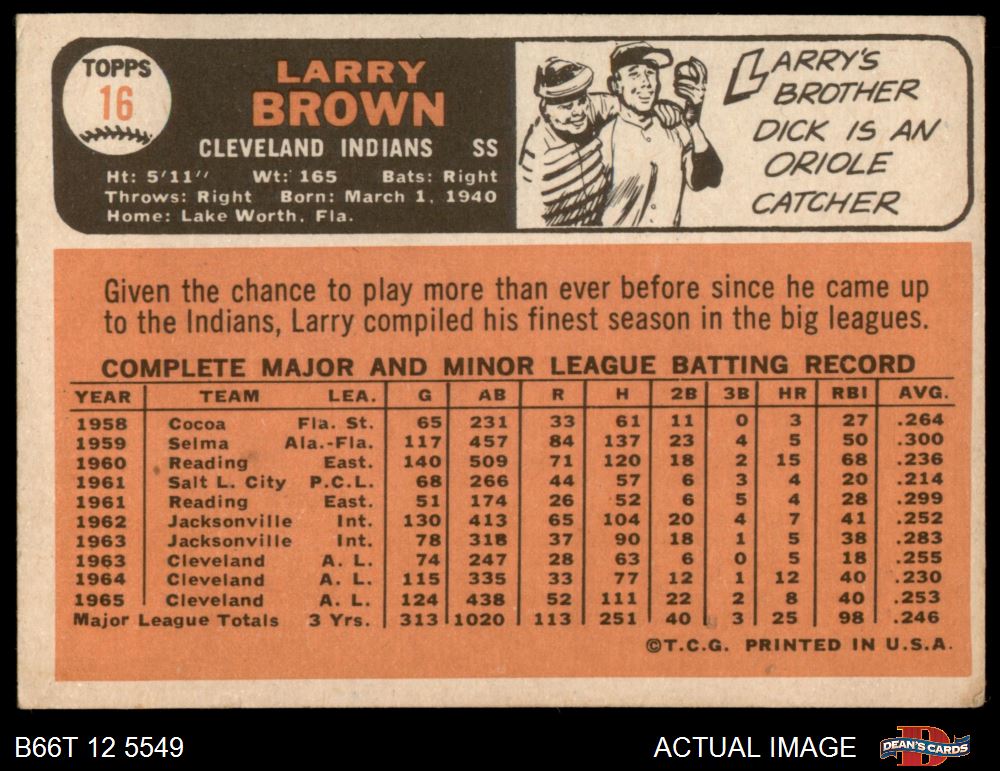 TOPPS
16
LARRY
BROWN
CLEVELAND INDIANS SS
Ht: 5'11" Wt: 165 Bats: Right
Throws: Right Born: March 1, 1940
Home: Lake Worth, Fla.
LARRY'S
BROTHER
DICK IS AN
ORIOLE
CATCHER
Given the chance to play more than ever before since he came up
to the Indians, Larry compiled his finest season in the big leagues.
COMPLETE MAJOR AND MINOR LEAGUE BATTING RECORD
YEAR TEAM LEA. G AB R H 2B 3B HR RBI AVG.
1958 Cocoa Fla. St. 65 231 33 61 11 0 3 27 .264
1959 Selma Ala.-Fla. 117 457 84 137 23 4 5 50 .300
1960 Reading East. 140 509 71 120 18 2 15 68 .236
1961 Salt L. City P.C.L. 68 266 44 57 6 3 4 20 .214
1961 Reading East. 51 174 26 52 6 5 4 28 .299
1962 Jacksonville Int. 130 413 65 104 20 4 7 41 .252
1963 Jacksonville Int. 78 318 37 90 18 1 5 38 .283
1963 Cleveland A. L. 74 247 28 63 6 0 5 18 .255
1964 Cleveland A. L. 115 335 33 77 12 1 12 40 .230
1965 Cleveland A. L. 124 438 52 111 22 2 8 40 .253
Major League Totals 3 Yrs. 313 1020 113 251 40 3 25 98 .246
©T.C.G. PRINTED IN U.S.A.
B66T 12 5549
ACTUAL IMAGE
DEAN'S CARDS